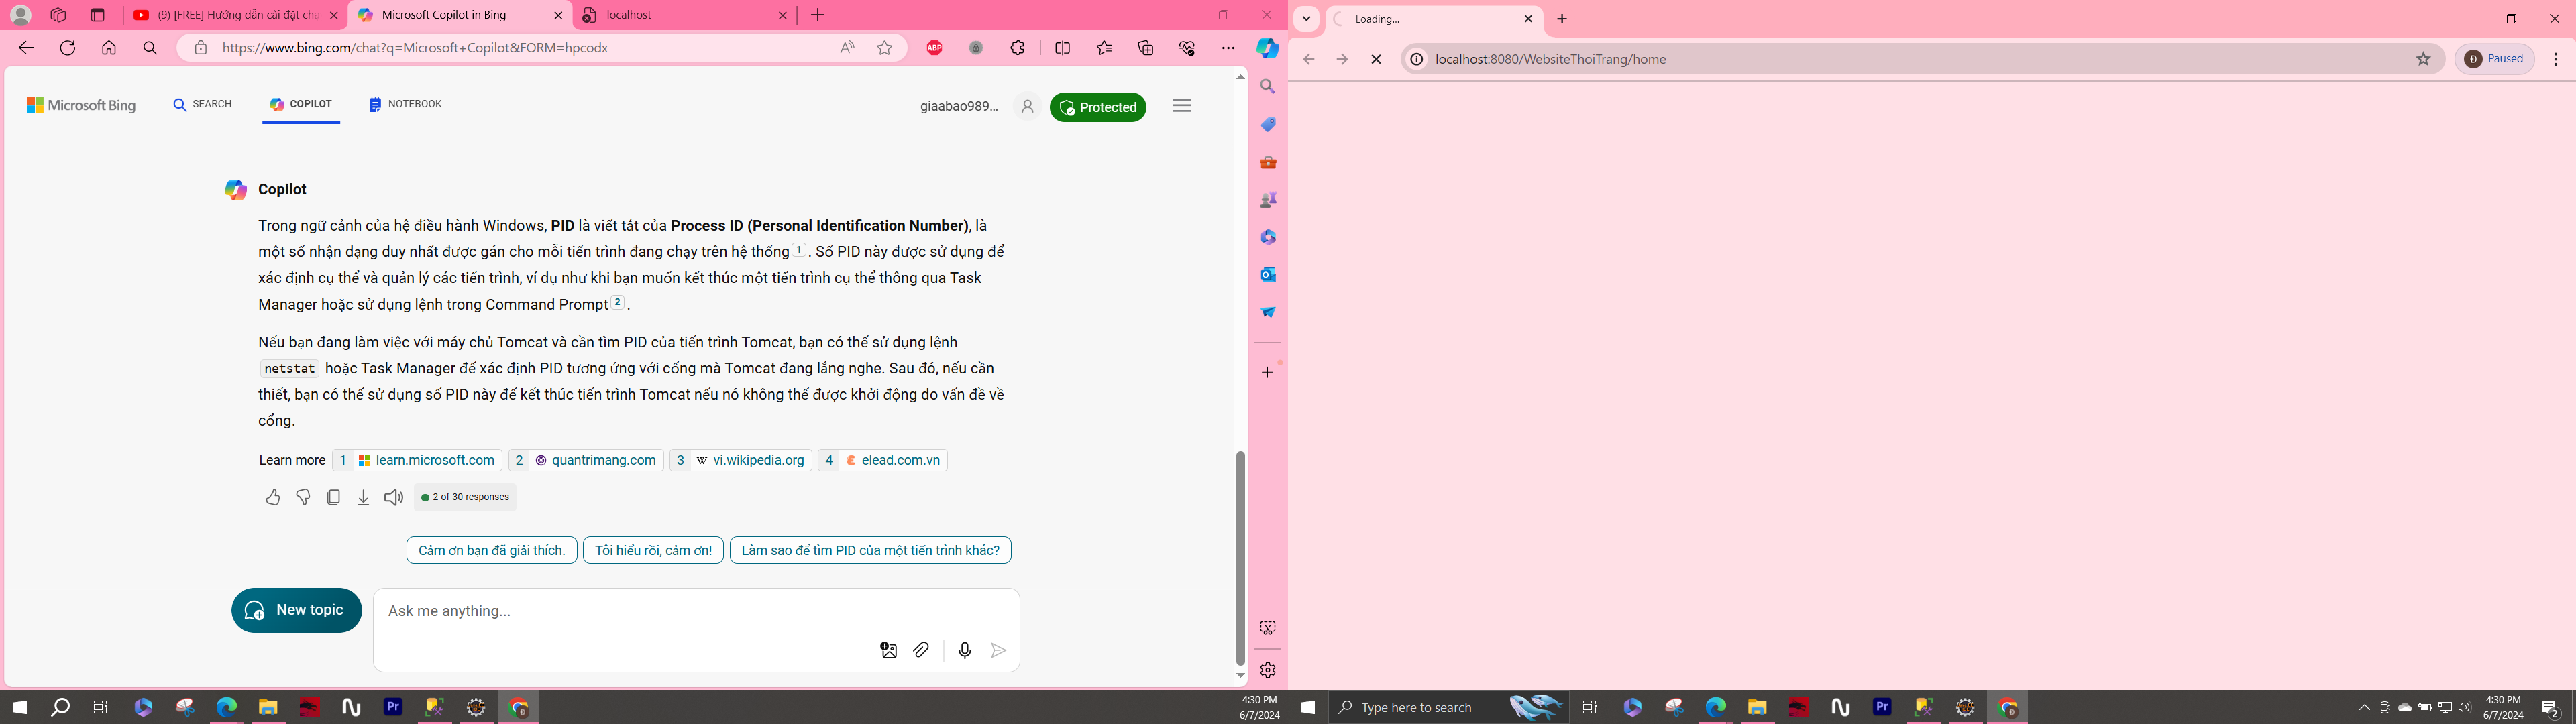 (9) [FREE] Hướng dẫn cài đặt
Microsoft Copilot in Bing
localhost
https://www.bing.com/chat?q=Microsoft+Copilot&FORM=hpcodx
ABP
Microsoft Bing
SEARCH
COPILOT
NOTEBOOK
giaabao989...
Protected
Copilot
Trong ngữ cảnh của hệ điều hành Windows, PID là viết tắt của Process ID (Personal Identification Number), là
một số nhận dạng duy nhất được gán cho mỗi tiến trình đang chạy trên hệ thống 1 . Số PID này được sử dụng để
xác định cụ thể và quản lý các tiến trình, ví dụ như khi bạn muốn kết thúc một tiến trình cụ thể thông qua Task
Manager hoặc sử dụng lệnh trong Command Prompt 2 .
Nếu bạn đang làm việc với máy chủ Tomcat và cần tìm PID của tiến trình Tomcat, bạn có thể sử dụng lệnh
netstat hoặc Task Manager để xác định PID tương ứng với cổng mà Tomcat đang lắng nghe. Sau đó, nếu cần
thiết, bạn có thể sử dụng số PID này để kết thúc tiến trình Tomcat nếu nó không thể được khởi động do vấn đề về
cổng.
Learn more 1 learn.microsoft.com 2 quantrimang.com 3 W vi.wikipedia.org 4 elead.com.vn
2 of 30 responses
Cảm ơn bạn đã giải thích. Tôi hiểu rồi, cảm ơn! Làm sao để tìm PID của một tiến trình khác?
New topic
Ask me anything...
Pr
4:30 PM
6/7/2024
Loading...
localhost:8080/WebsiteThoiTrang/home
Đ Paused
Type here to search
Pr
4:30 PM
6/7/2024
2